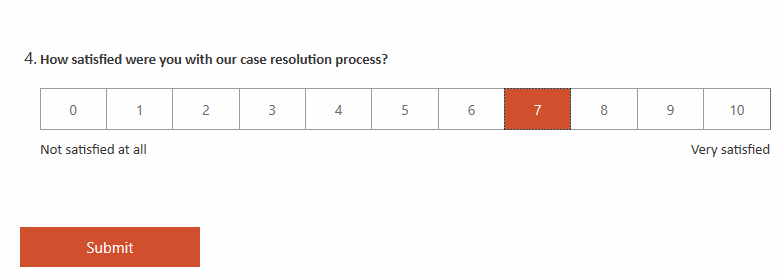 4. How satisfied were you with our case resolution process?
0 1 2 3 4 5 6 7 8 9 10
Not satisfied at all Very satisfied
Submit